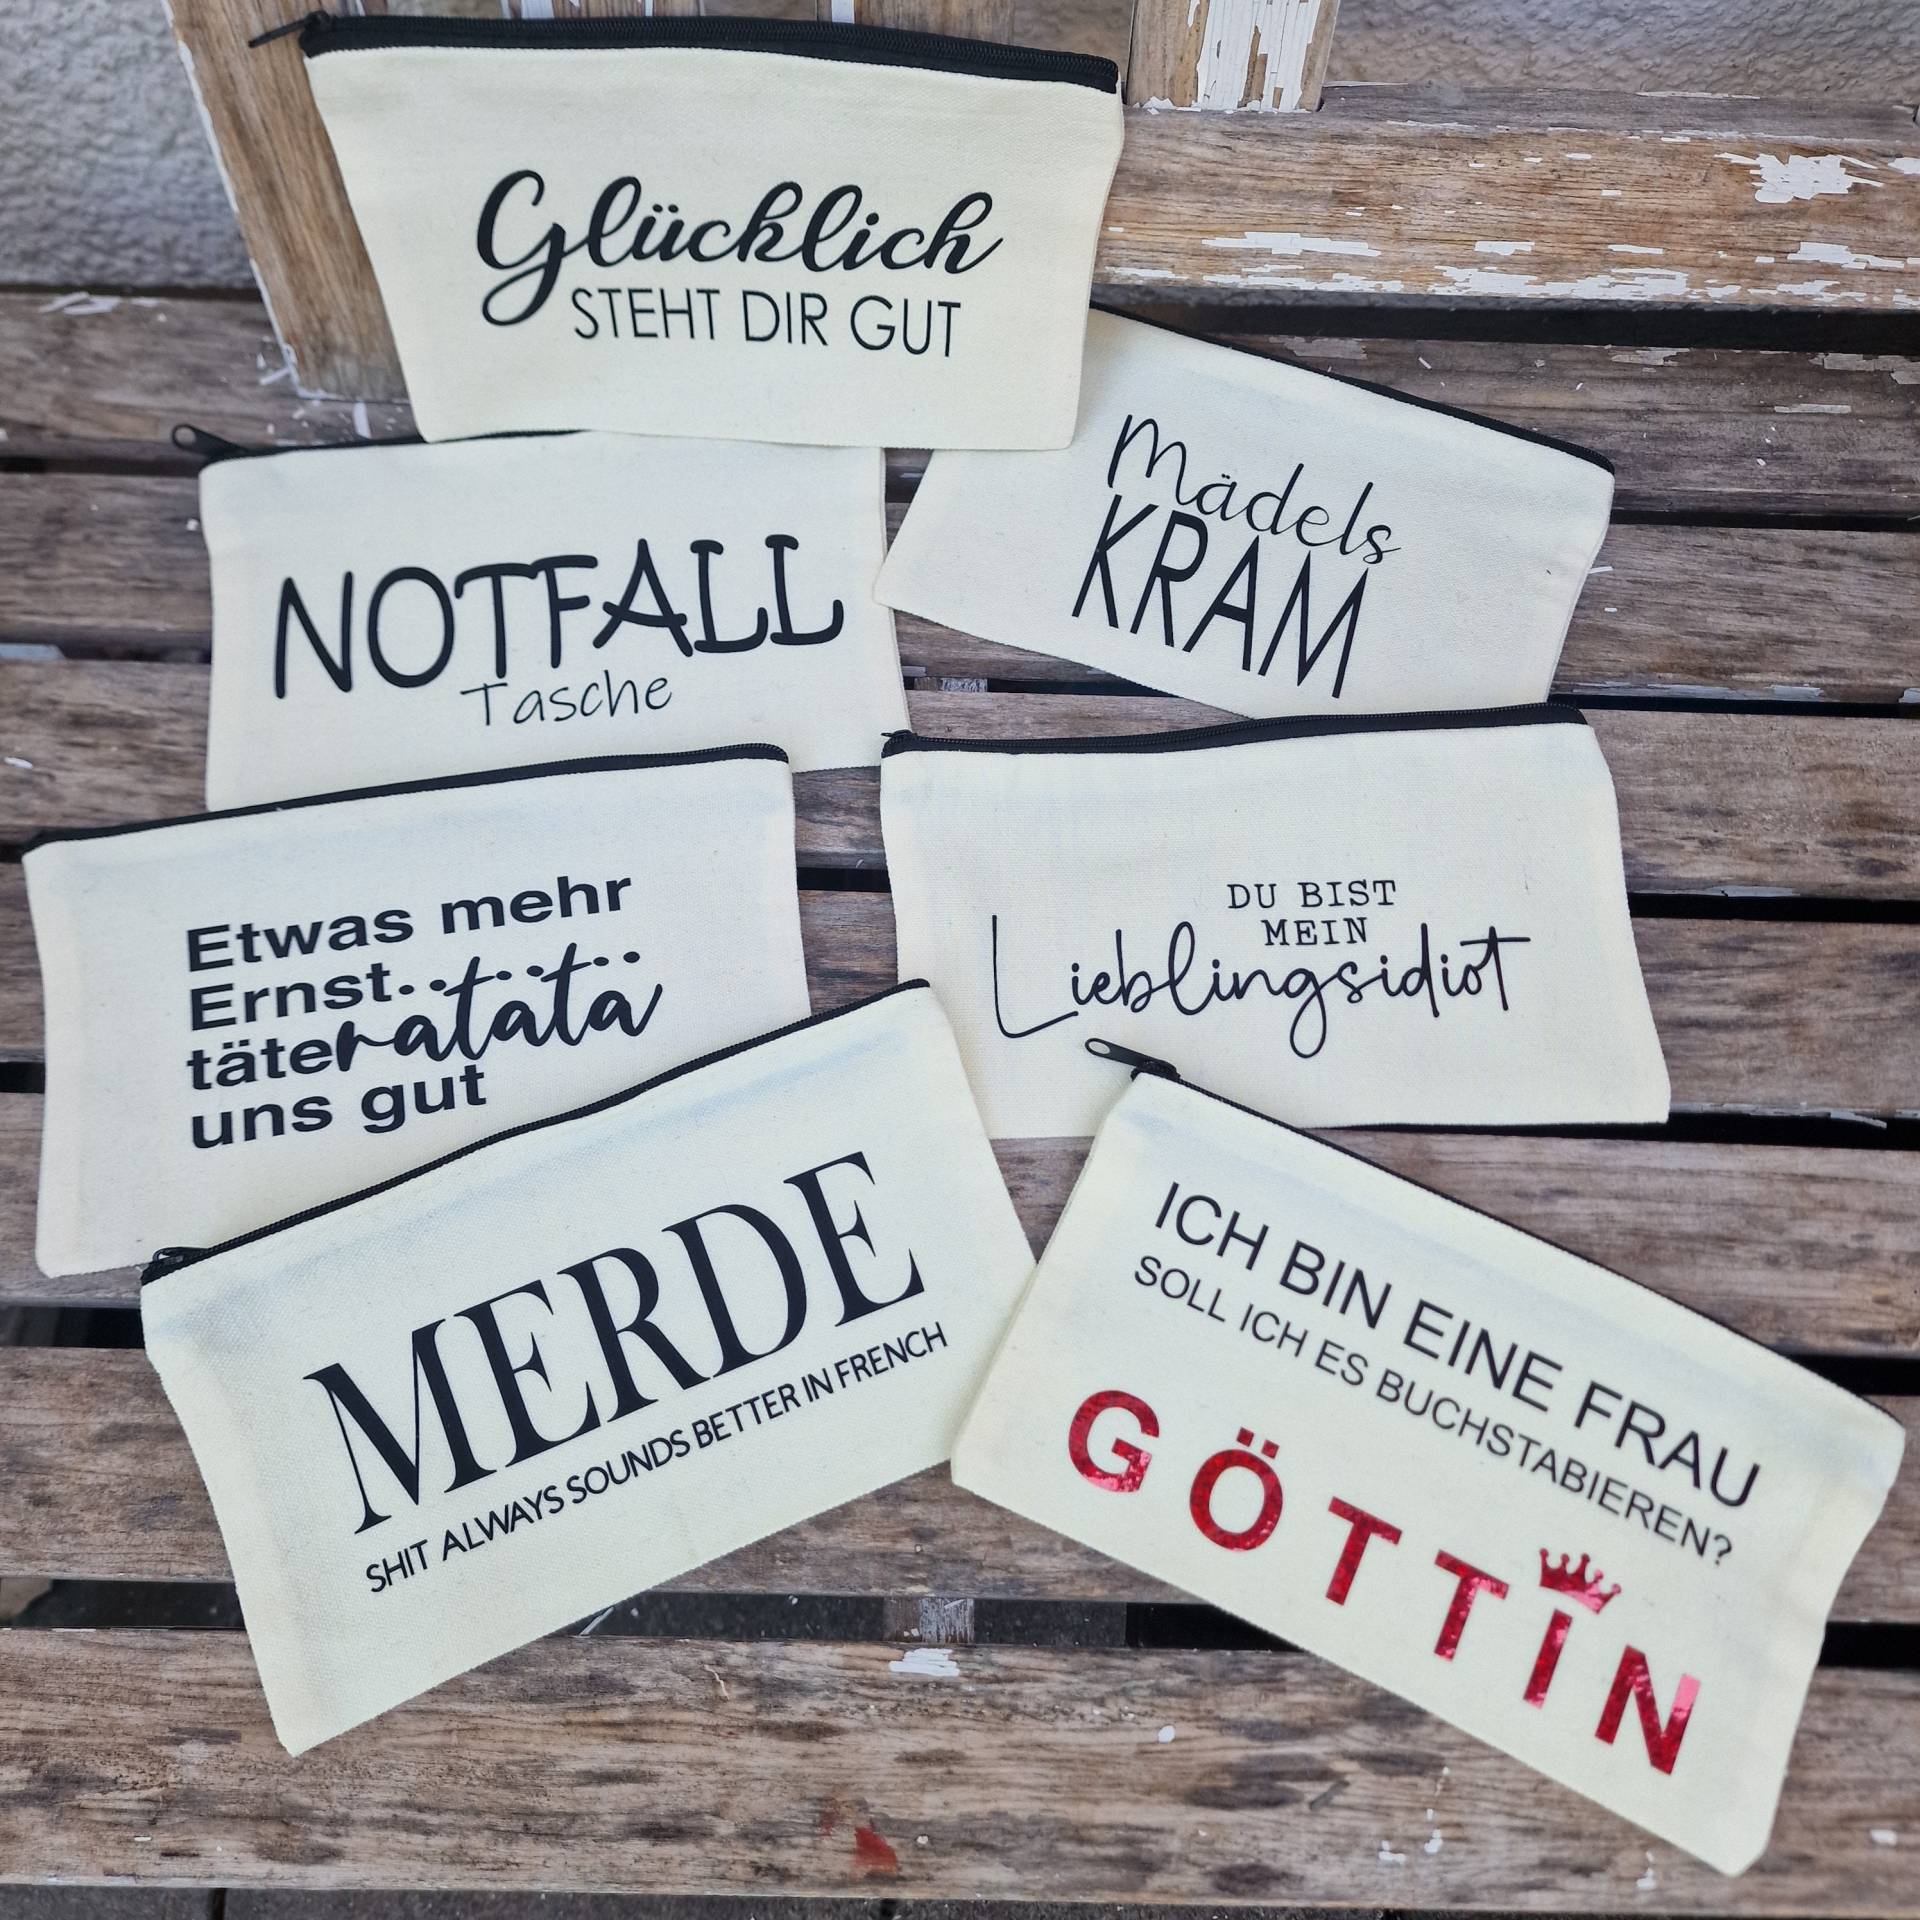 Glücklich
STEHT DIR GUT
mädels
KRAM
NOTFALL
Tasche
Etwas mehr
Ernst.......
täteratätä
uns gut
DU BIST
MEIN
Lieblingsidiot
MERDE
SHIT ALWAYS SOUNDS BETTER IN FRENCH
ICH BIN EINE FRAU
SOLL ICH ES BUCHSTABIEREN?
GÖTTIN